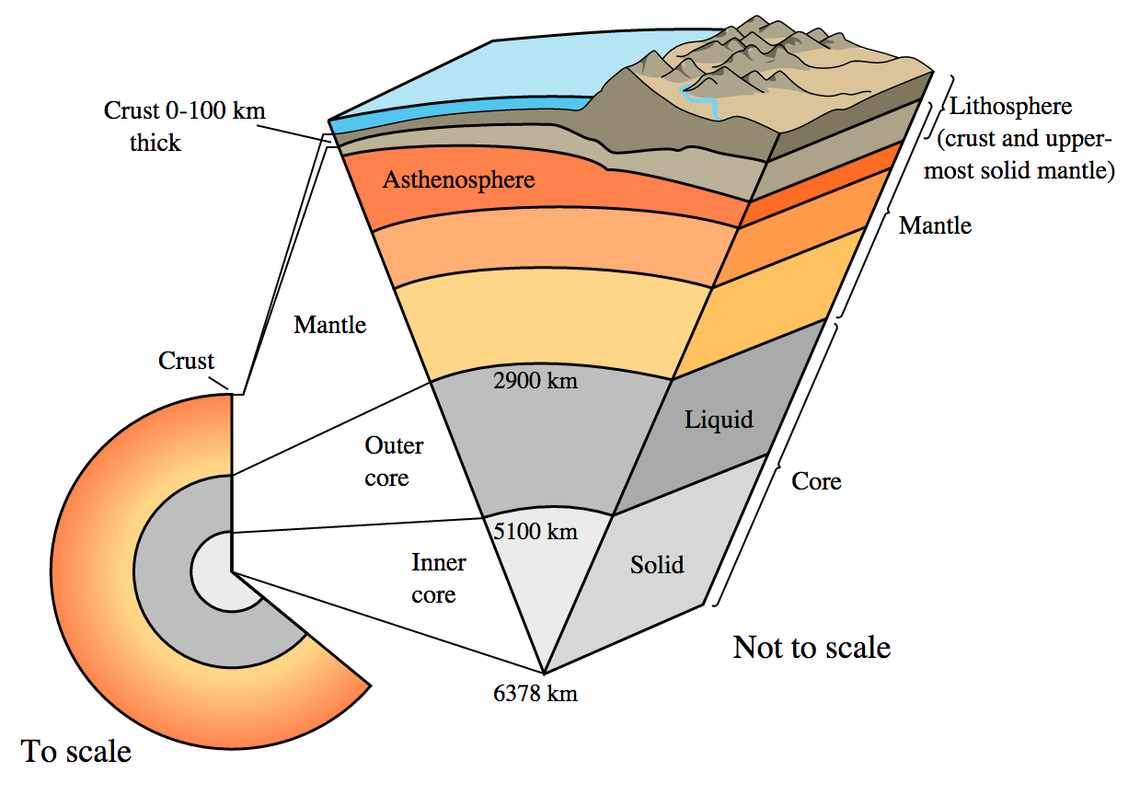 Crust 0-100 km
thick
Asthenosphere
Lithosphere
(crust and upper-
most solid mantle)
Mantle
Mantle
Crust
2900 km
Liquid
Outer
core
Core
5100 km
Inner
core
Solid
Not to scale
6378 km
To scale